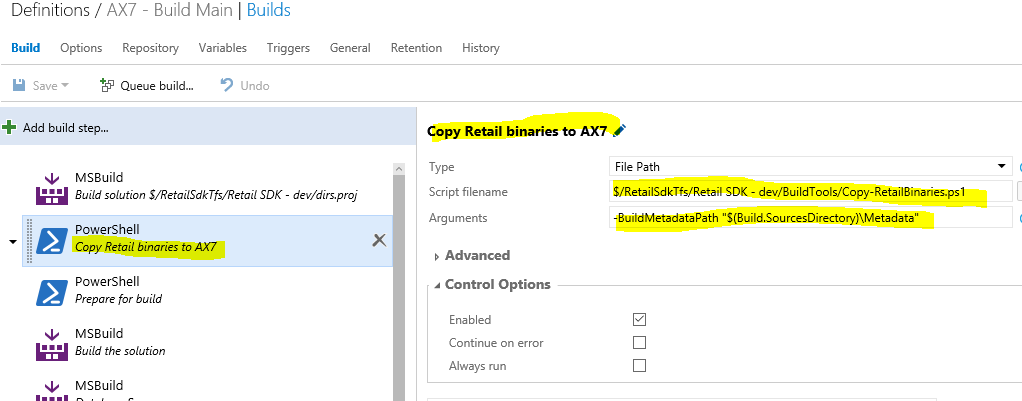 Definitions / AX7 - Build Main | Builds
Build Options Repository Variables Triggers General Retention History
Save Queue build... Undo
Add build step...
MSBuild
Build solution $/RetailSdkTfs/Retail SDK - dev/dirs.proj
PowerShell
Copy Retail binaries to AX7
PowerShell
Prepare for build
MSBuild
Build the solution
MSBuild
Copy Retail binaries to AX7
Type File Path
Script filename $/RetailSdkTfs/Retail SDK - dev/BuildTools/Copy-RetailBinaries.ps1
Arguments -BuildMetadataPath "$(Build.SourcesDirectory)\Metadata"
Advanced
Control Options
Enabled
Continue on error
Always run